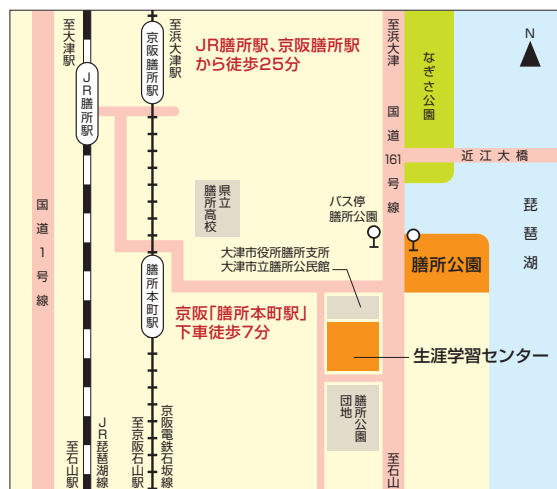 至大津駅
至浜大津駅
至浜大津
JR膳所駅
京阪膳所駅
JR膳所駅、京阪膳所駅
から徒歩25分
なぎさ公園
N
国道161号線
近江大橋
琵琶湖
国道1号線
県立
膳所高校
バス停
膳所公園
大津市役所膳所支所
大津市立膳所公民館
膳所公園
膳所本町駅
京阪「膳所本町駅」
下車徒歩7分
生涯学習センター
膳所公園
団地
JR琵琶湖線
至石山駅
京阪電鉄石坂線
至京阪石山駅
至石山